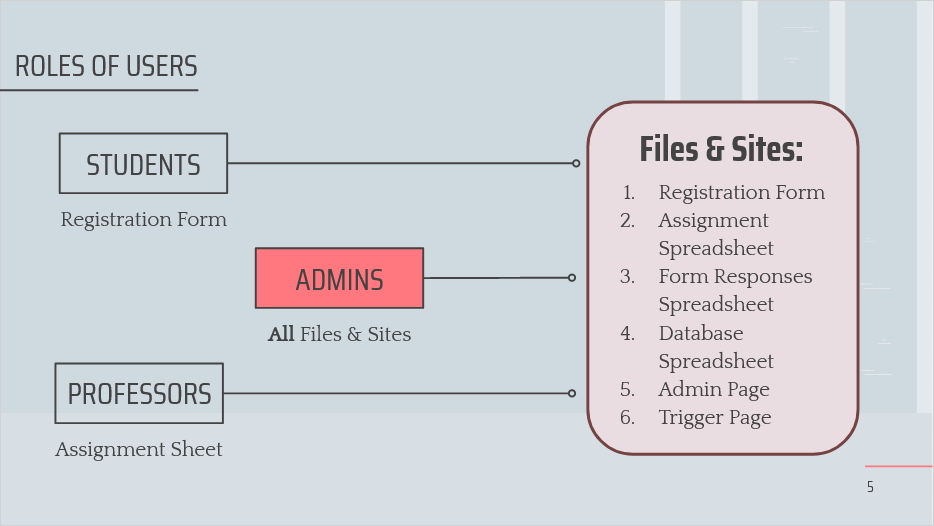 ROLES OF USERS
STUDENTS
Registration Form
ADMINS
All Files & Sites
PROFESSORS
Assignment Sheet
Files & Sites:
1. Registration Form
2. Assignment
Spreadsheet
3. Form Responses
Spreadsheet
4. Database
Spreadsheet
5. Admin Page
6. Trigger Page
5